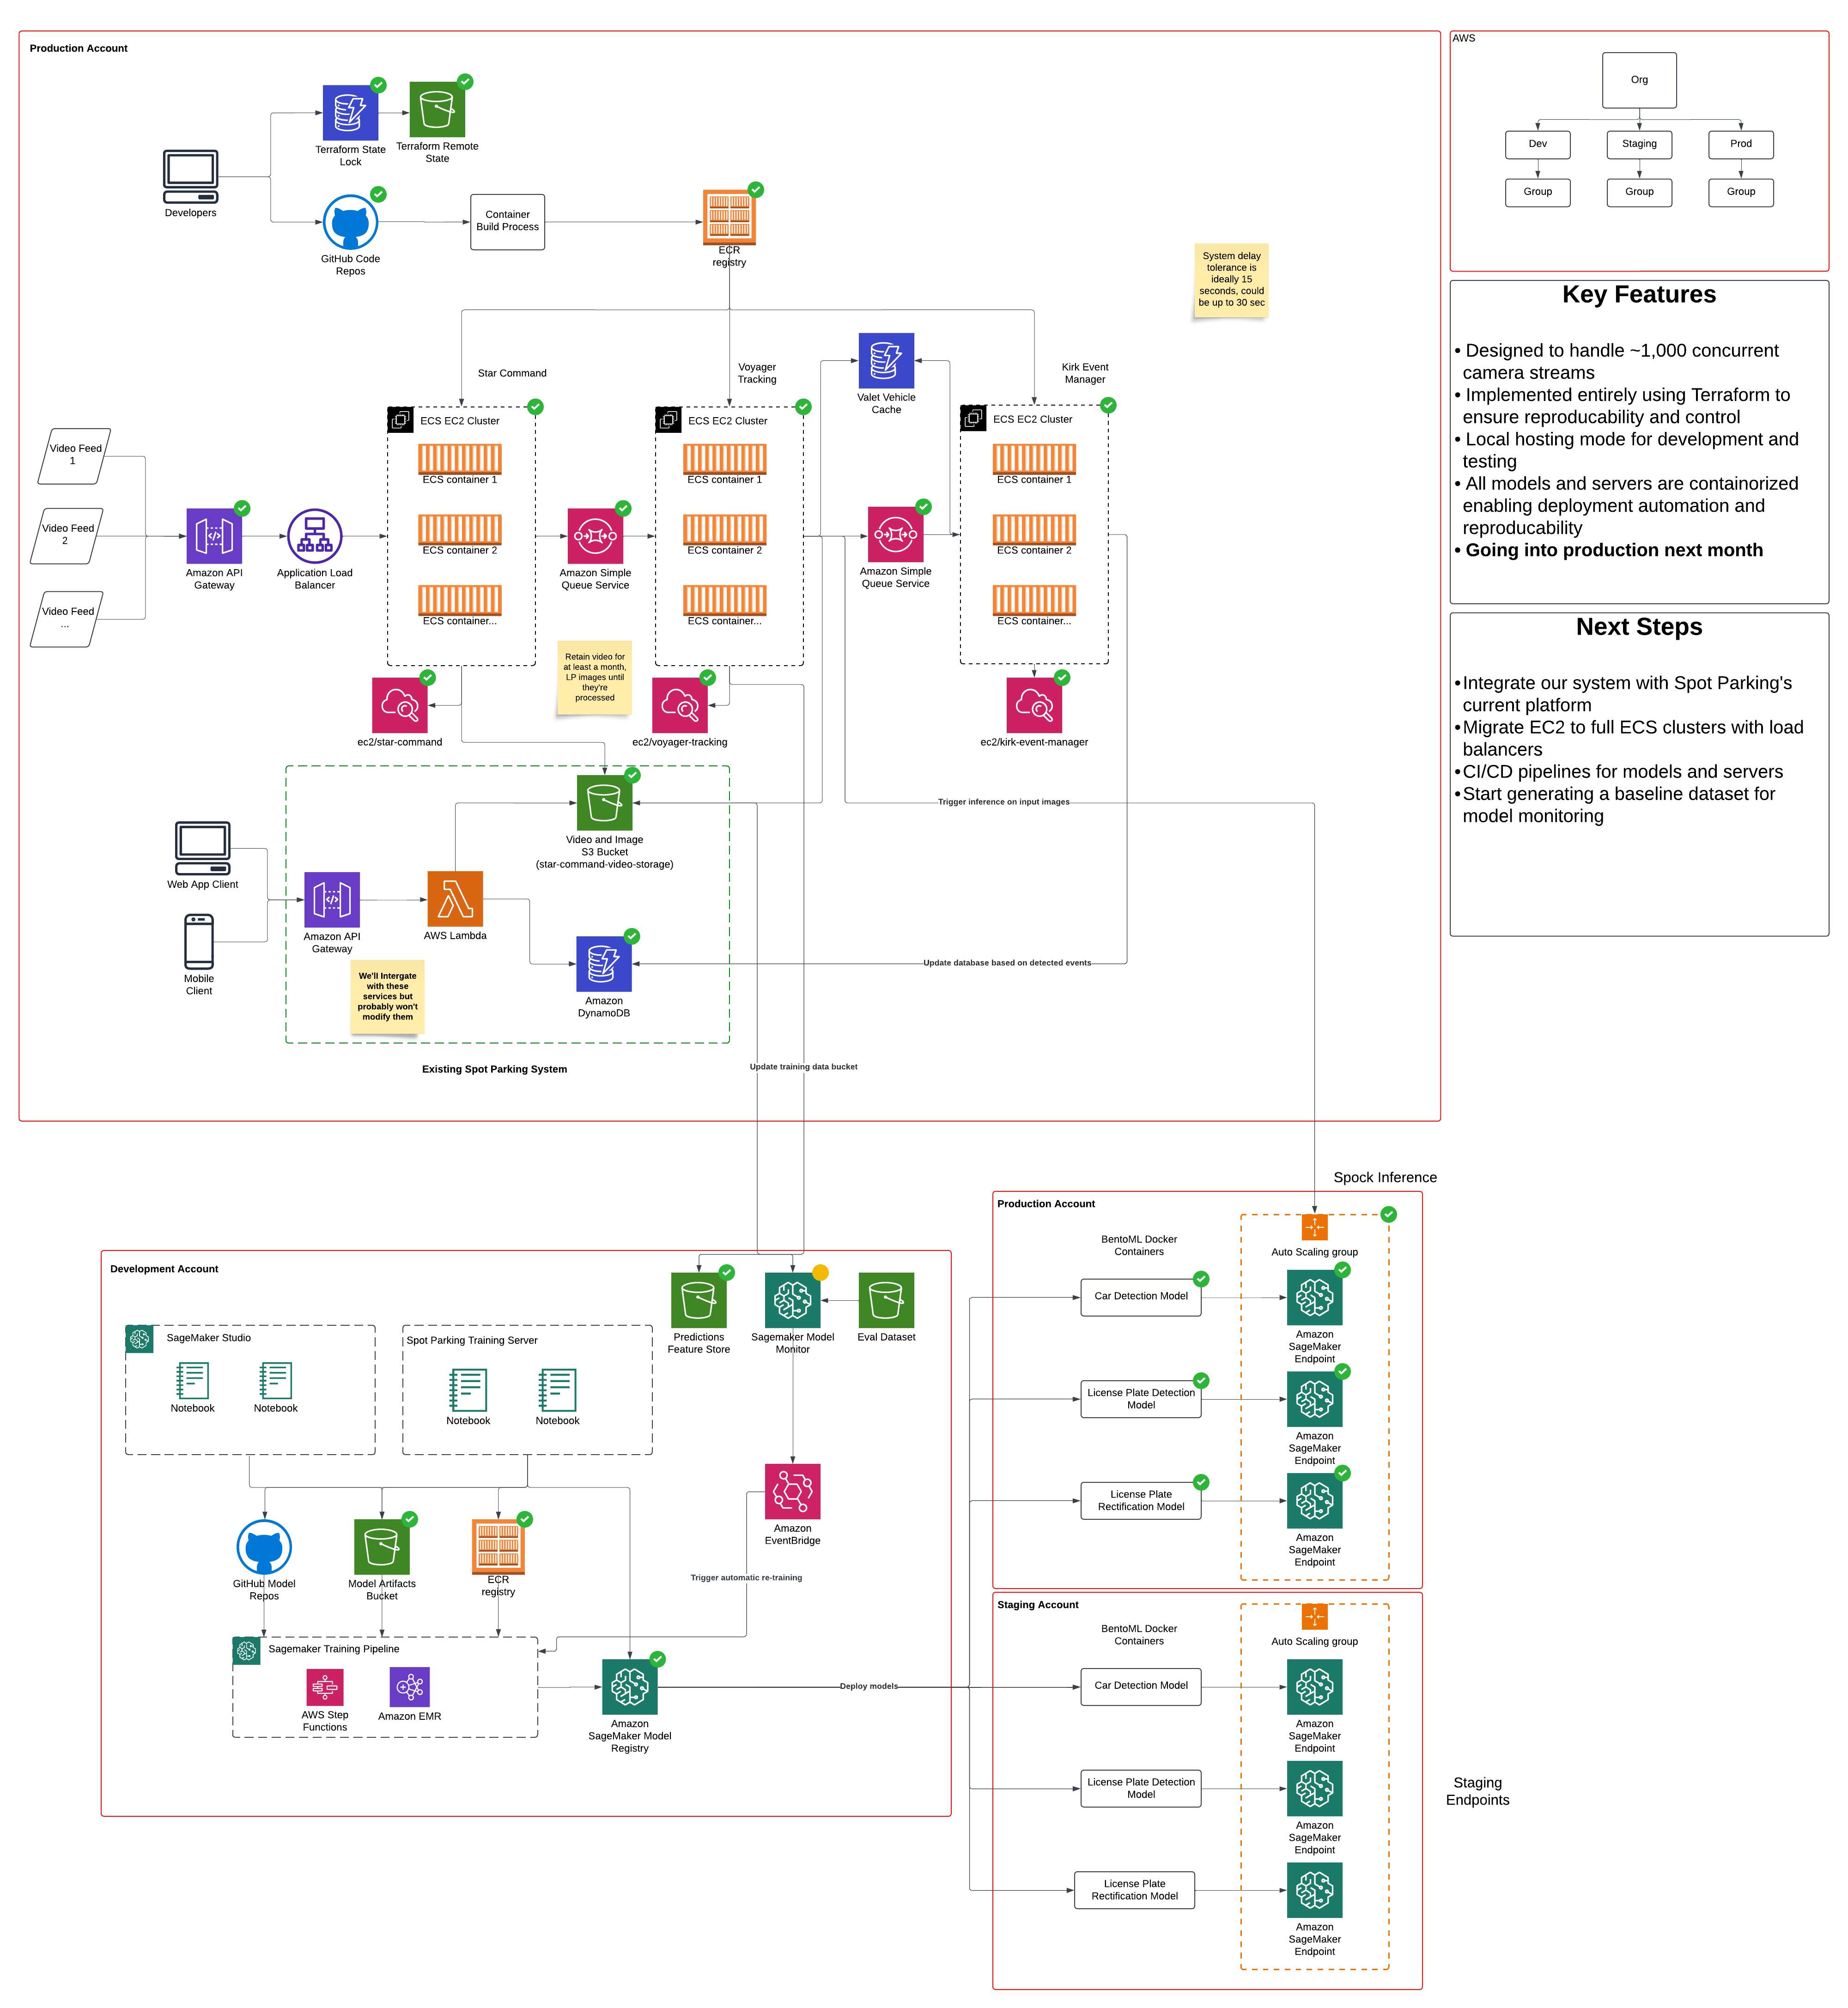 Production Account
Terraform State
Lock
Terraform Remote
State
Developers
GitHub Code
Repos
Container
Build Process
ECR
registry
System delay
tolerance is
ideally 15
seconds, could
be up to 30 sec
Star Command
Voyager
Tracking
Valet Vehicle
Cache
Kirk Event
Manager
Video Feed
1
Video Feed
2
Video Feed
...
Amazon API
Gateway
Application Load
Balancer
ECS EC2 Cluster
ECS container 1
ECS container 2
ECS container...
Amazon Simple
Queue Service
ECS EC2 Cluster
ECS container 1
ECS container 2
ECS container...
Amazon Simple
Queue Service
ECS EC2 Cluster
ECS container 1
ECS container 2
ECS container...
Retain video for
at least a month,
LP images until
they're
processed
ec2/star-command
ec2/voyager-tracking
ec2/kirk-event-manager
Video and Image
S3 Bucket
(star-command-video-storage)
Trigger inference on input images
Web App Client
Mobile
Client
Amazon API
Gateway
AWS Lambda
Amazon
DynamoDB
Update database based on detected events
We'll Intergate
with these
services but
probably won't
modify them
Existing Spot Parking System
Update training data bucket
AWS
Org
Dev
Staging
Prod
Group
Group
Group
Key Features
• Designed to handle ~1,000 concurrent
camera streams
• Implemented entirely using Terraform to
ensure reproducability and control
• Local hosting mode for development and
testing
• All models and servers are containorized
enabling deployment automation and
reproducability
• Going into production next month
Next Steps
• Integrate our system with Spot Parking's
current platform
• Migrate EC2 to full ECS clusters with load
balancers
• CI/CD pipelines for models and servers
• Start generating a baseline dataset for
model monitoring
Development Account
SageMaker Studio
Notebook
Notebook
Spot Parking Training Server
Notebook
Notebook
Predictions
Feature Store
Sagemaker Model
Monitor
Eval Dataset
Amazon
EventBridge
Trigger automatic re-training
GitHub Model
Repos
Model Artifacts
Bucket
ECR
registry
Sagemaker Training Pipeline
AWS Step
Functions
Amazon EMR
Amazon
SageMaker Model
Registry
Deploy models
Spock Inference
Production Account
BentoML Docker
Containers
Auto Scaling group
Car Detection Model
Amazon
SageMaker
Endpoint
License Plate Detection
Model
Amazon
SageMaker
Endpoint
License Plate
Rectification Model
Amazon
SageMaker
Endpoint
Staging Account
BentoML Docker
Containers
Auto Scaling group
Car Detection Model
Amazon
SageMaker
Endpoint
License Plate Detection
Model
Amazon
SageMaker
Endpoint
License Plate
Rectification Model
Amazon
SageMaker
Endpoint
Staging
Endpoints